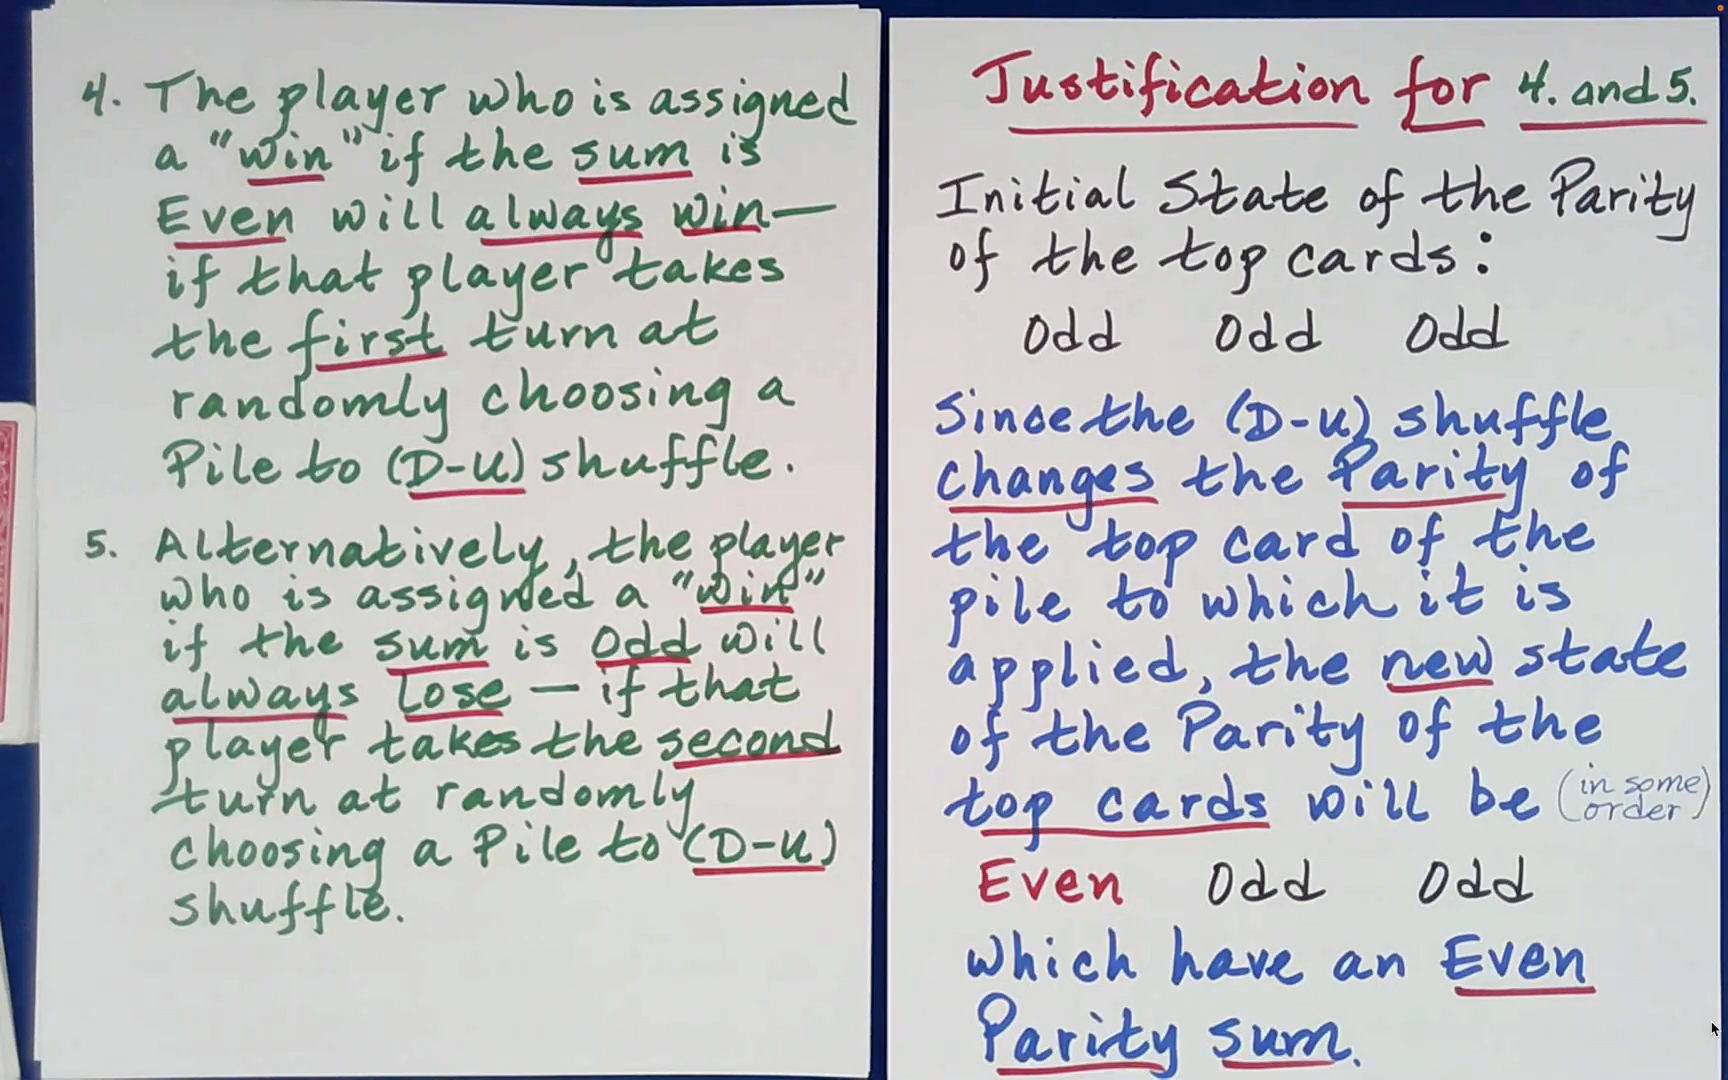 4. The player who is assigned
a "win" if the sum is
Even will always win—
if that player takes
the first turn at
randomly choosing a
Pile to (D-U) shuffle.
5. Alternatively, the player
who is assigned a "win"
if the sum is Odd will
always Lose — if that
player takes the second
turn at randomly
choosing a Pile to (D-U)
shuffle.
Justification for 4. and 5.
Initial State of the Parity
of the top cards:
Odd Odd Odd
Since the (D-U) shuffle
changes the Parity of
the top card of the
pile to which it is
applied, the new state
of the Parity of the
top cards will be (in some
order)
Even Odd Odd
which have an Even
Parity sum.